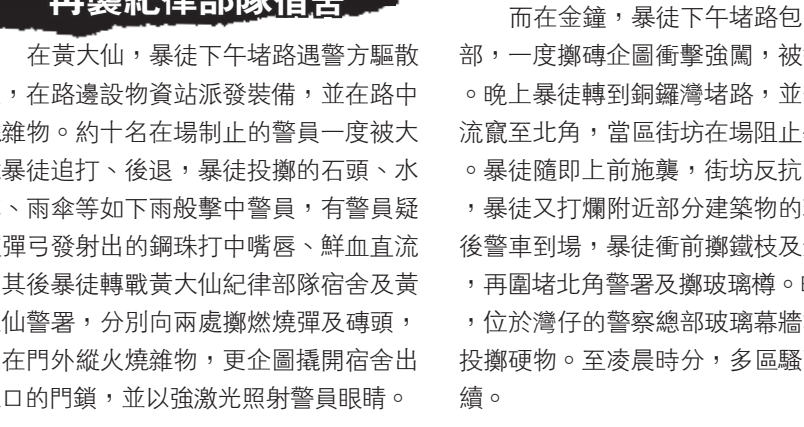 再襲紀律部隊宿舍
在黃大仙,暴徒下午堵路遇警方驅散
,在路邊設物資站派發裝備,並在路中
雜物。約十名在場制止的警員一度被大
暴徒追打、後退,暴徒投擲的石頭、水
、雨傘等如下雨般擊中警員,有警員疑
彈弓發射出的鋼珠打中嘴唇、鮮血直流
其後暴徒轉戰黃大仙紀律部隊宿舍及黃
仙警署,分別向兩處擲燃燒彈及磚頭,
在門外縱火燒雜物,更企圖撬開宿舍出
口的門鎖,並以強激光照射警員眼睛。
而在金鐘,暴徒下午堵路包
部,一度擲磚企圖衝擊強闖,被
。晚上暴徒轉到銅鑼灣堵路,並
流竄至北角,當區街坊在場阻止
。暴徒隨即上前施襲,街坊反抗
,暴徒又打爛附近部分建築物的
後警車到場,暴徒衝前擲鐵枝及
,再圍堵北角警署及擲玻璃樽。
,位於灣仔的警察總部玻璃幕牆
投擲硬物。至凌晨時分,多區騷
續。